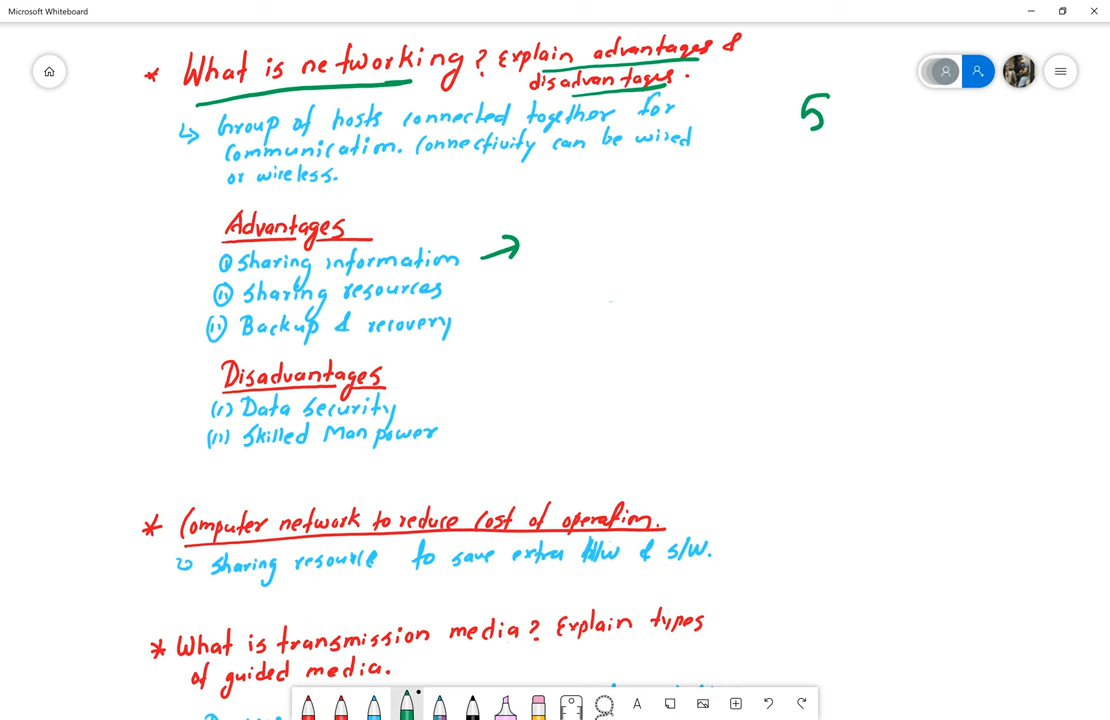 Microsoft Whiteboard
* What is networking? Explain advantages &
disadvantages.
5
↳ Group of hosts connected together for
communication. Connectivity can be wired
or wireless.
Advantages
(i) Sharing information →
(ii) Sharing resources
(ii) Backup & recovery
Disadvantages
(i) Data Security
(ii) Skilled Man power
* Computer network to reduce cost of operation.
↳ Sharing resource to save extra H/w & s/w.
* What is transmission media? Explain types
of guided media.